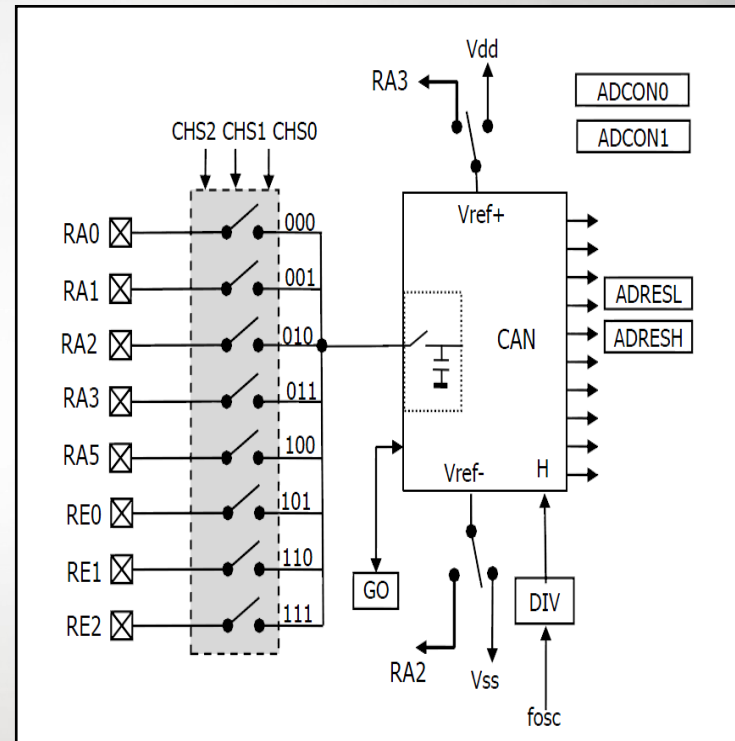 Vdd
RA3
ADCON0
ADCON1
CHS2 CHS1 CHS0
Vref+
RA0
000
RA1
001
ADRESL
RA2
010
CAN
ADRESH
RA3
011
RA5
100
Vref-
H
RE0
101
RE1
110
GO
DIV
RE2
111
RA2
Vss
fosc